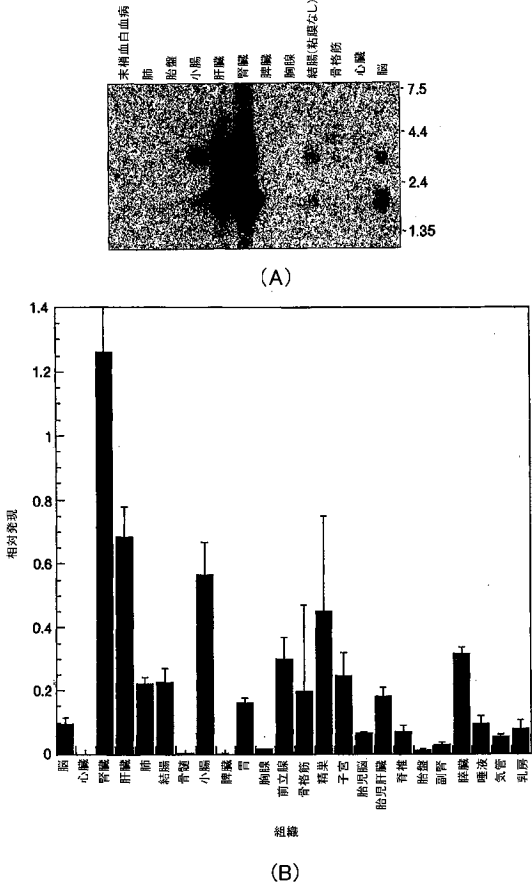 末梢血白血病
肺
胎盤
小腸
肝臓
腎臓
脾臓
胸腺
結腸(粘膜なし)
骨格筋
心臓
脳
7.5
4.4
2.4
1.35
(A)
1.4
1.2
1
0.8
0.6
0.4
0.2
0
相対発現
脳
心臓
腎臓
肝臓
肺
結腸
骨髄
小腸
脾臓
胃
胸腺
前立腺
骨格筋
精巣
子宮
胎児脳
胎児肝臓
脊椎
胎盤
副腎
膵臓
唾液
気管
乳房
組織
(B)